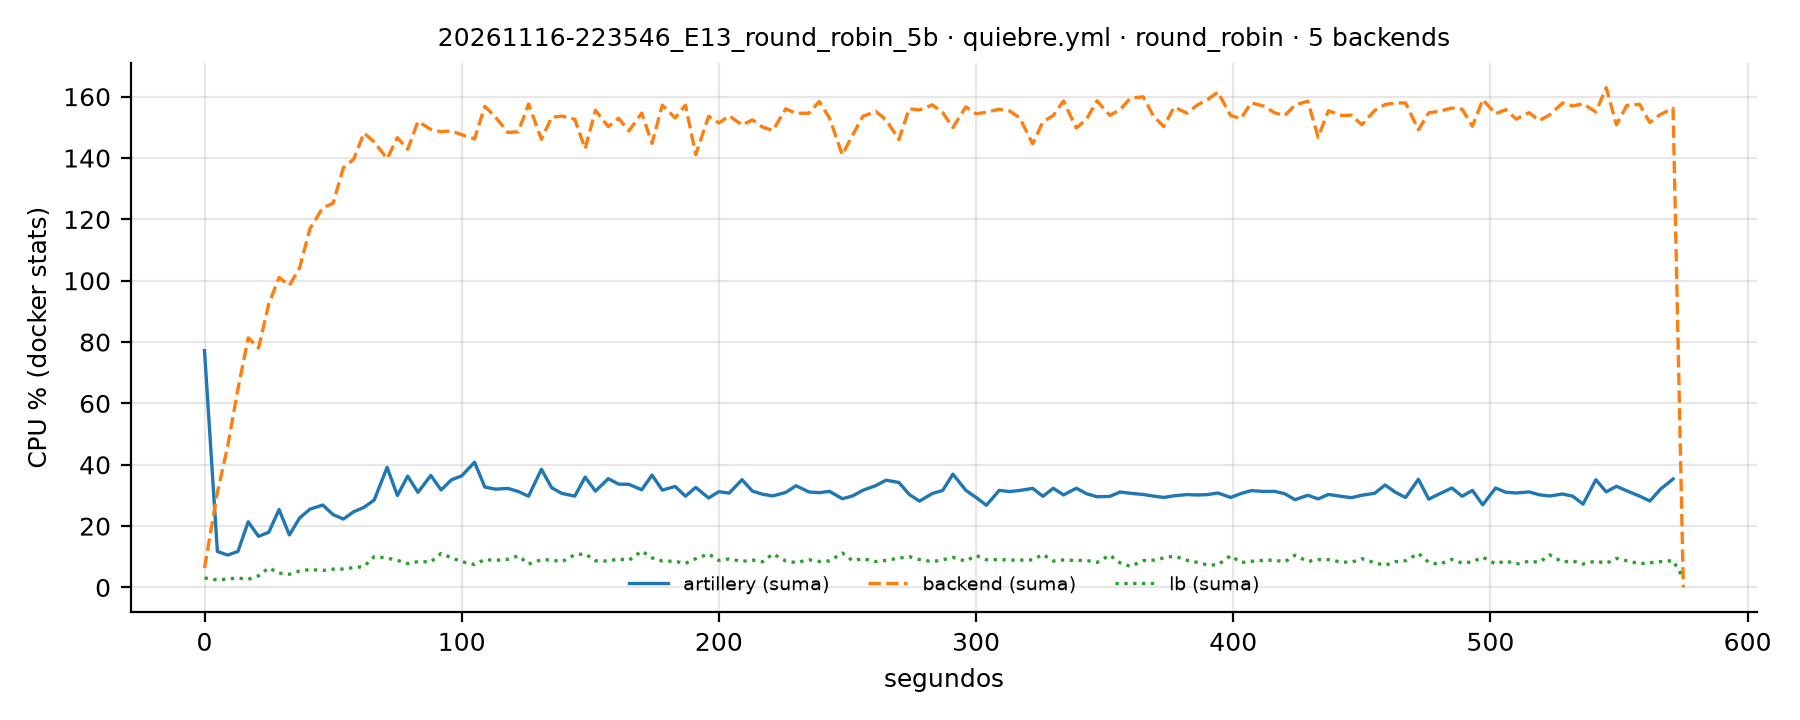 20261116-223546_E13_round_robin_5b · quiebre.yml · round_robin · 5 backends
CPU % (docker stats)
160
140
120
100
80
60
40
20
0
artillery (suma) backend (suma) lb (suma)
0 100 200 300 400 500 600
segundos